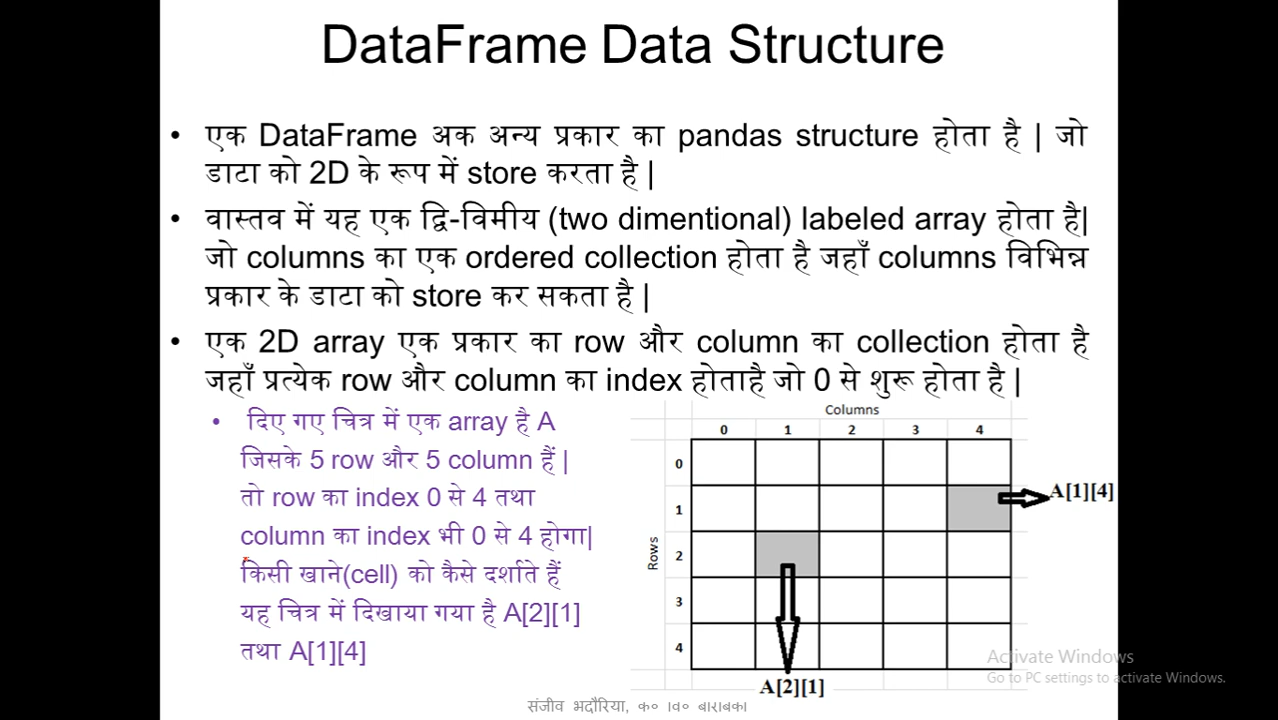 DataFrame Data Structure
• एक DataFrame अक अन्य प्रकार का pandas structure होता है | जो
डाटा को 2D के रूप में store करता है |
• वास्तव में यह एक द्वि-विमीय (two dimentional) labeled array होता है|
जो columns का एक ordered collection होता है जहाँ columns विभिन्न
प्रकार के डाटा को store कर सकता है |
• एक 2D array एक प्रकार का row और column का collection होता है
जहाँ प्रत्येक row और column का index होताहै जो 0 से शुरू होता है |
• दिए गए चित्र में एक array है A
जिसके 5 row और 5 column हैं |
तो row का index 0 से 4 तथा
column का index भी 0 से 4 होगा|
किसी खाने(cell) को कैसे दर्शाते हैं
यह चित्र में दिखाया गया है A[2][1]
तथा A[1][4]
Columns
0 1 2 3 4
0
1
A[1][4]
Rows
2
3
4
A[2][1]
Activate Windows
Go to PC settings to activate Windows.
संजीव भदौरिया, के० वि० बाराबंकी